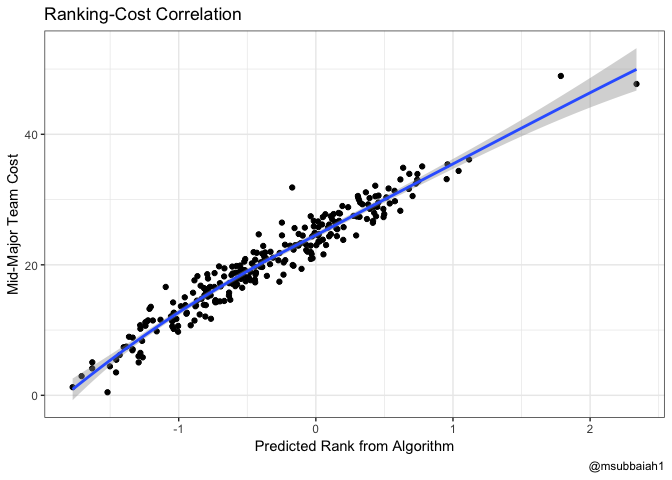 Ranking-Cost Correlation
Mid-Major Team Cost
40
20
0
-1
0
1
2
Predicted Rank from Algorithm
@msubbaiah1